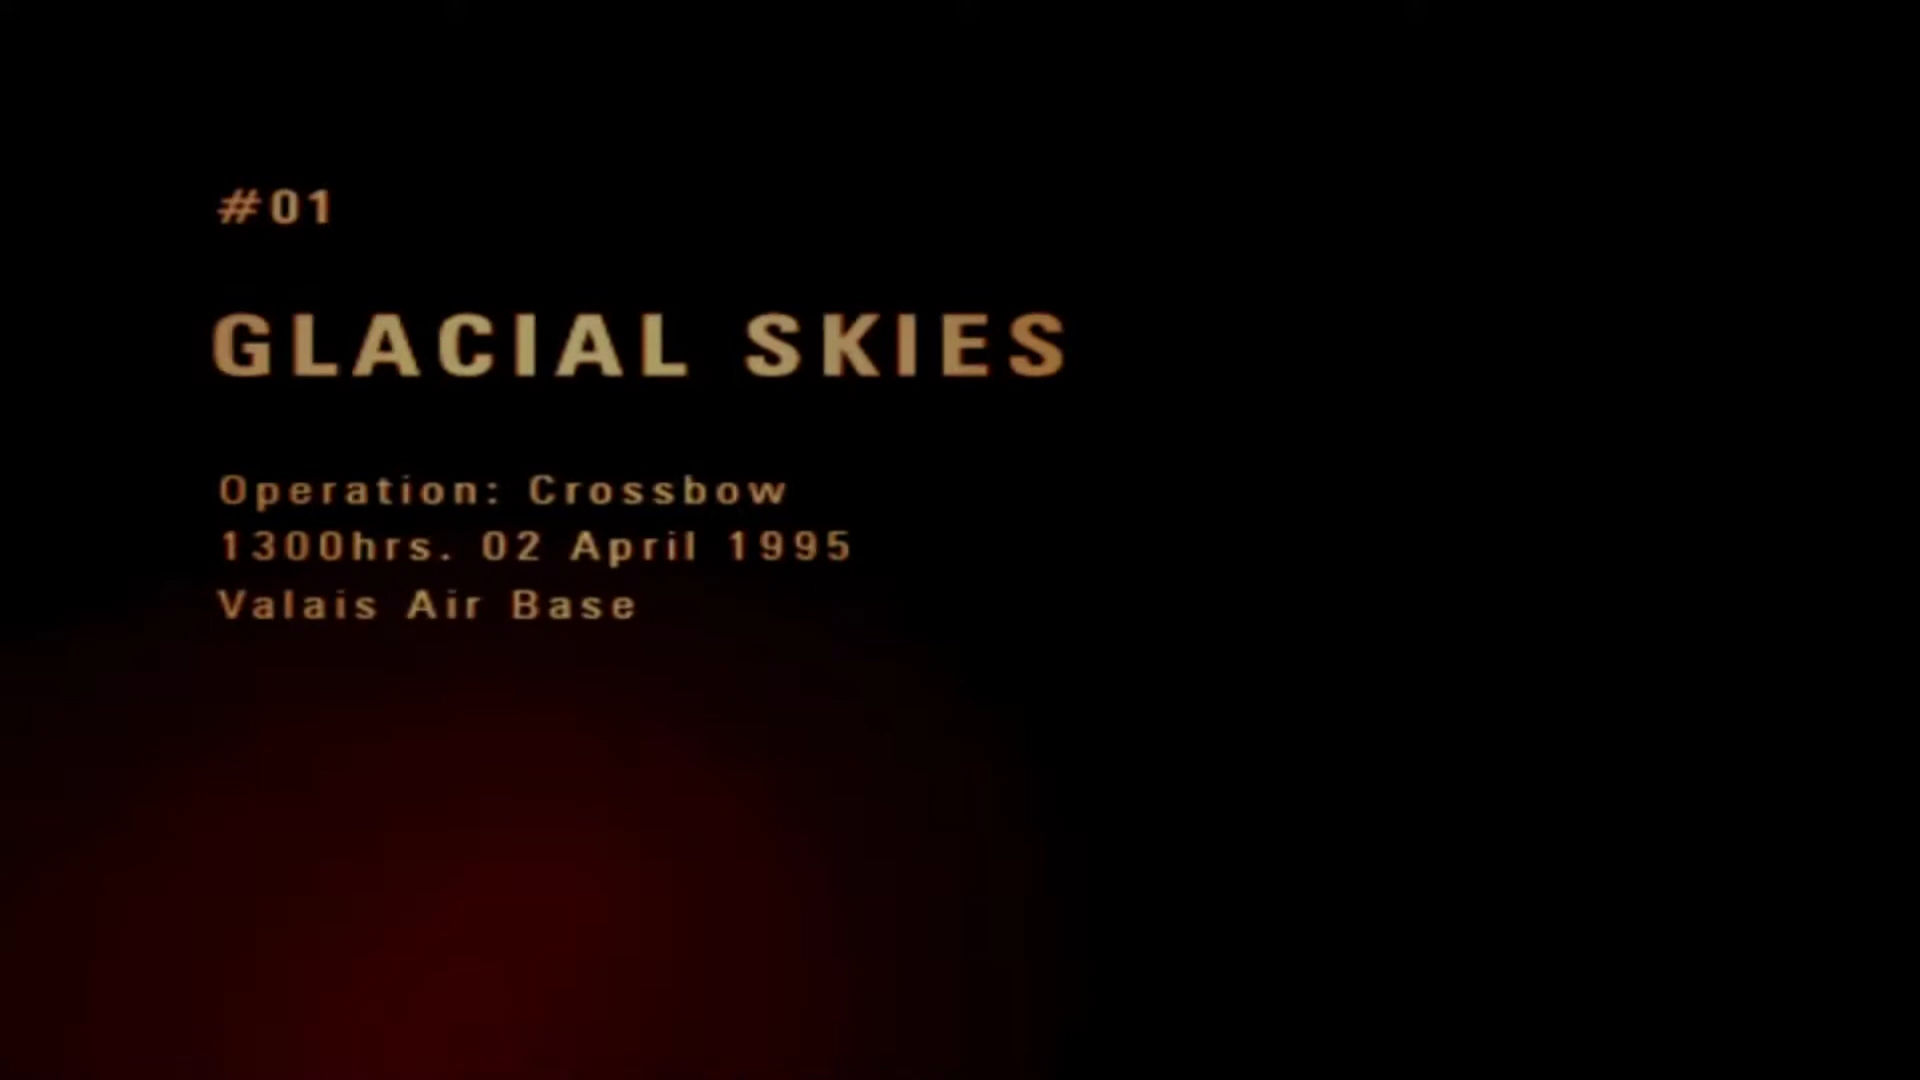 #01
GLACIAL SKIES
Operation: Crossbow
1300hrs. 02 April 1995
Valais Air Base